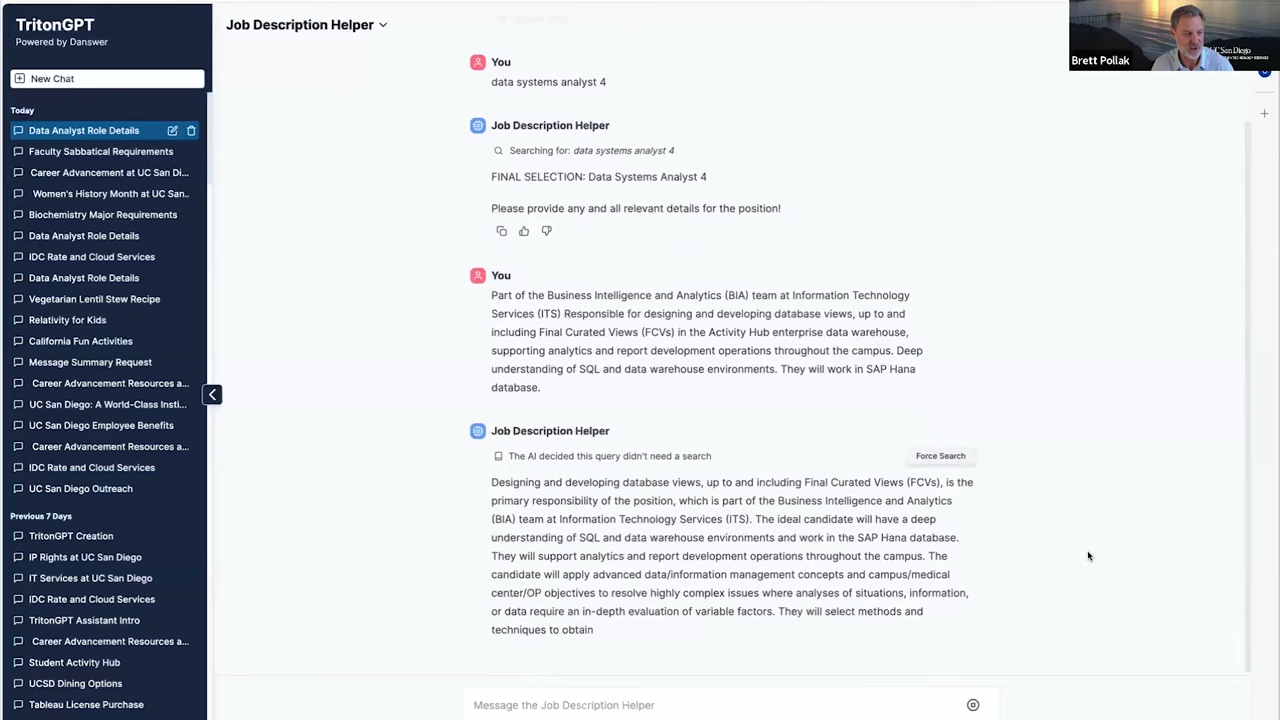 TritonGPT
Powered by Danswer
New Chat
Today
Data Analyst Role Details
Faculty Sabbatical Requirements
Career Advancement at UC San Di...
Women's History Month at UC San...
Biochemistry Major Requirements
Data Analyst Role Details
IDC Rate and Cloud Services
Data Analyst Role Details
Vegetarian Lentil Stew Recipe
Relativity for Kids
California Fun Activities
Message Summary Request
Career Advancement Resources a...
UC San Diego: A World-Class Insti...
UC San Diego Employee Benefits
Career Advancement Resources a...
IDC Rate and Cloud Services
UC San Diego Outreach
Previous 7 Days
TritonGPT Creation
IP Rights at UC San Diego
IT Services at UC San Diego
IDC Rate and Cloud Services
TritonGPT Assistant Intro
Career Advancement Resources a...
Student Activity Hub
UCSD Dining Options
Tableau License Purchase
Job Description Helper
You
data systems analyst 4
Job Description Helper
Searching for: data systems analyst 4
FINAL SELECTION: Data Systems Analyst 4
Please provide any and all relevant details for the position!
You
Part of the Business Intelligence and Analytics (BIA) team at Information Technology
Services (ITS) Responsible for designing and developing database views, up to and
including Final Curated Views (FCVs) in the Activity Hub enterprise data warehouse,
supporting analytics and report development operations throughout the campus. Deep
understanding of SQL and data warehouse environments. They will work in SAP Hana
database.
Job Description Helper
The AI decided this query didn't need a search
Force Search
Designing and developing database views, up to and including Final Curated Views (FCVs), is the
primary responsibility of the position, which is part of the Business Intelligence and Analytics
(BIA) team at Information Technology Services (ITS). The ideal candidate will have a deep
understanding of SQL and data warehouse environments and work in the SAP Hana database.
They will support analytics and report development operations throughout the campus. The
candidate will apply advanced data/information management concepts and campus/medical
center/OP objectives to resolve highly complex issues where analyses of situations, information,
or data require an in-depth evaluation of variable factors. They will select methods and
techniques to obtain
Message the Job Description Helper
Brett Pollak
UC San Diego